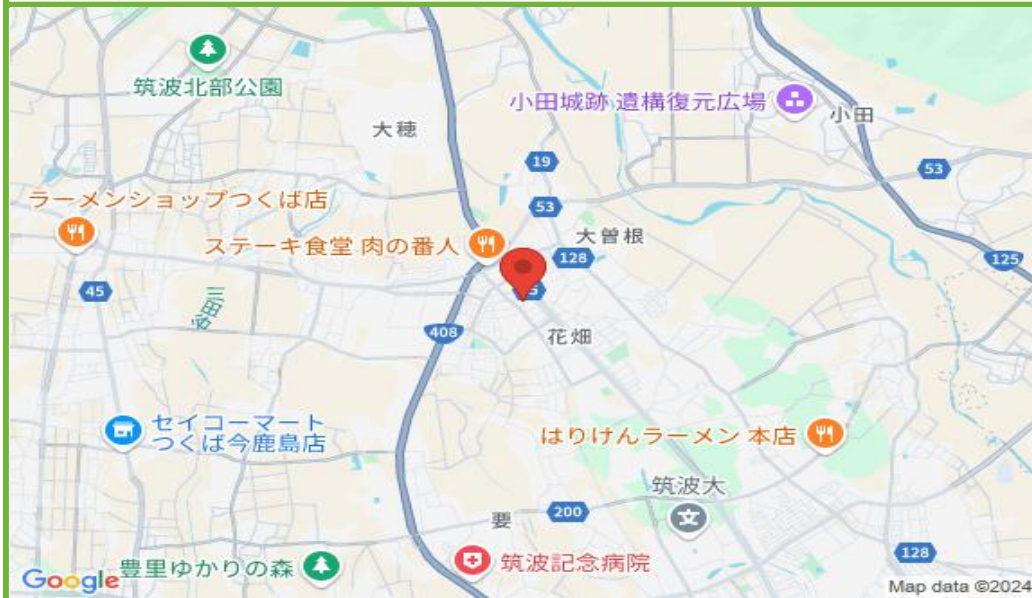 筑波北部公園
小田城跡 遺構復元広場
小田
大穂
19
53
ラーメンショップつくば店
53
ステーキ食堂 肉の番人
大曽根
128
125
45
408
花畑
セイコーマート
つくば今鹿島店
はりけんラーメン 本店
筑波大
文
200
要
128
豊里ゆかりの森
筑波記念病院
Google
Map data ©2024